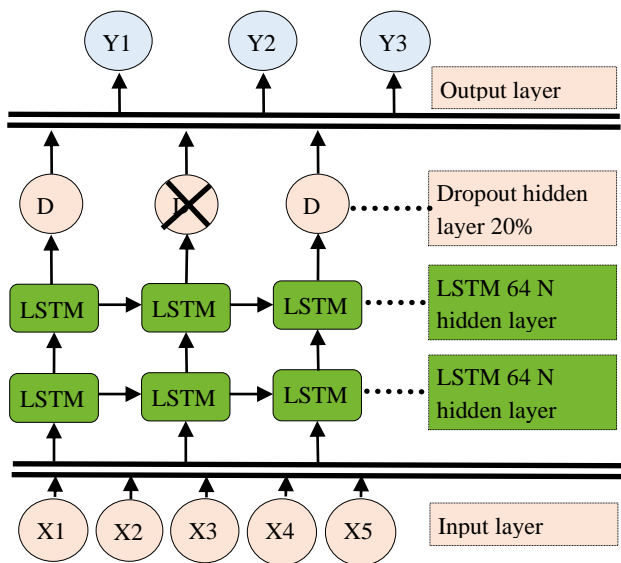 Y1 Y2 Y3
Output layer
D D
Dropout hidden
layer 20%
LSTM LSTM LSTM
LSTM 64 N
hidden layer
LSTM LSTM LSTM
LSTM 64 N
hidden layer
X1 X2 X3 X4 X5
Input layer